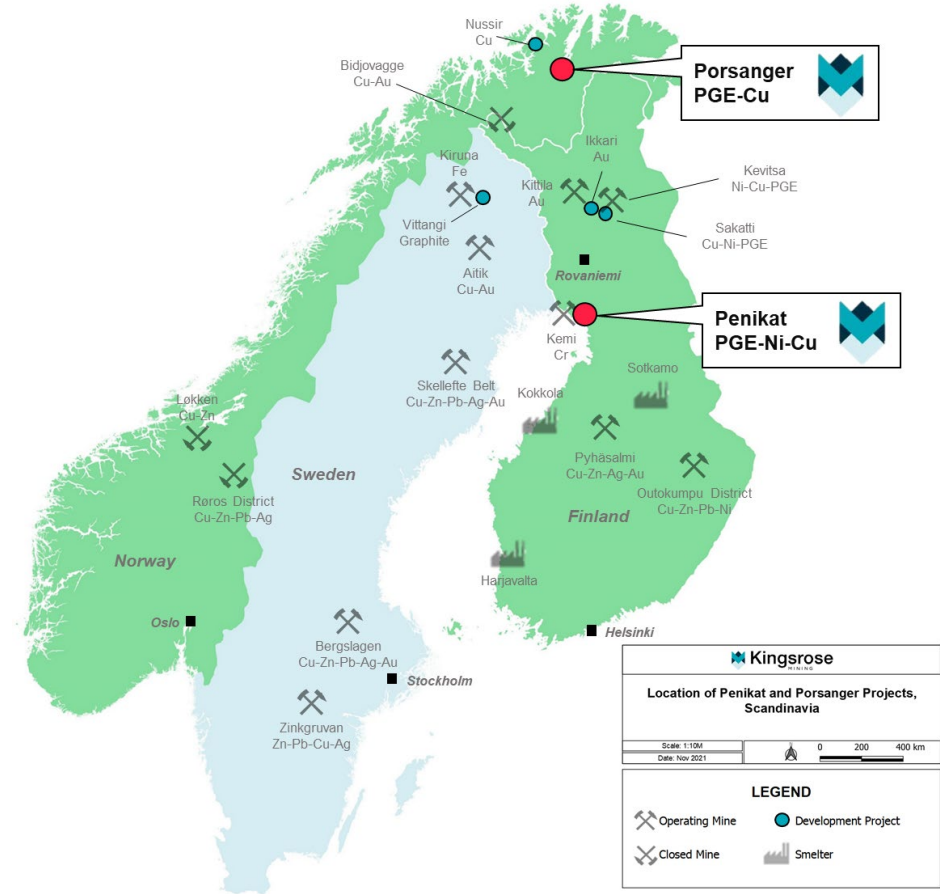 Nussir
Cu
Bidjovagge
Cu-Au
Porsanger
PGE-Cu
Ikkari
Au
Kiruna
Fe
Kittila
Au
Kevitsa
Ni-Cu-PGE
Vittangi
Graphite
Sakatti
Cu-Ni-PGE
Aitik
Cu-Au
Rovaniemi
Penikat
PGE-Ni-Cu
Kemi
Cr
Skellefte Belt
Cu-Zn-Pb-Ag-Au
Sotkamo
Kokkola
Løkken
Cu-Zn
Pyhäsalmi
Cu-Zn-Ag-Au
Sweden
Røros District
Cu-Zn-Pb-Ag
Outokumpu District
Cu-Zn-Pb-Ni
Finland
Norway
Harjavalta
Oslo
Helsinki
Bergslagen
Cu-Zn-Pb-Ag-Au
Stockholm
Zinkgruvan
Zn-Pb-Cu-Ag
Kingsrose
MINING
Location of Penikat and Porsanger Projects,
Scandinavia
Scale: 1:10M
Date: Nov 2021
0 200 400 km
LEGEND
Operating Mine
Development Project
Closed Mine
Smelter